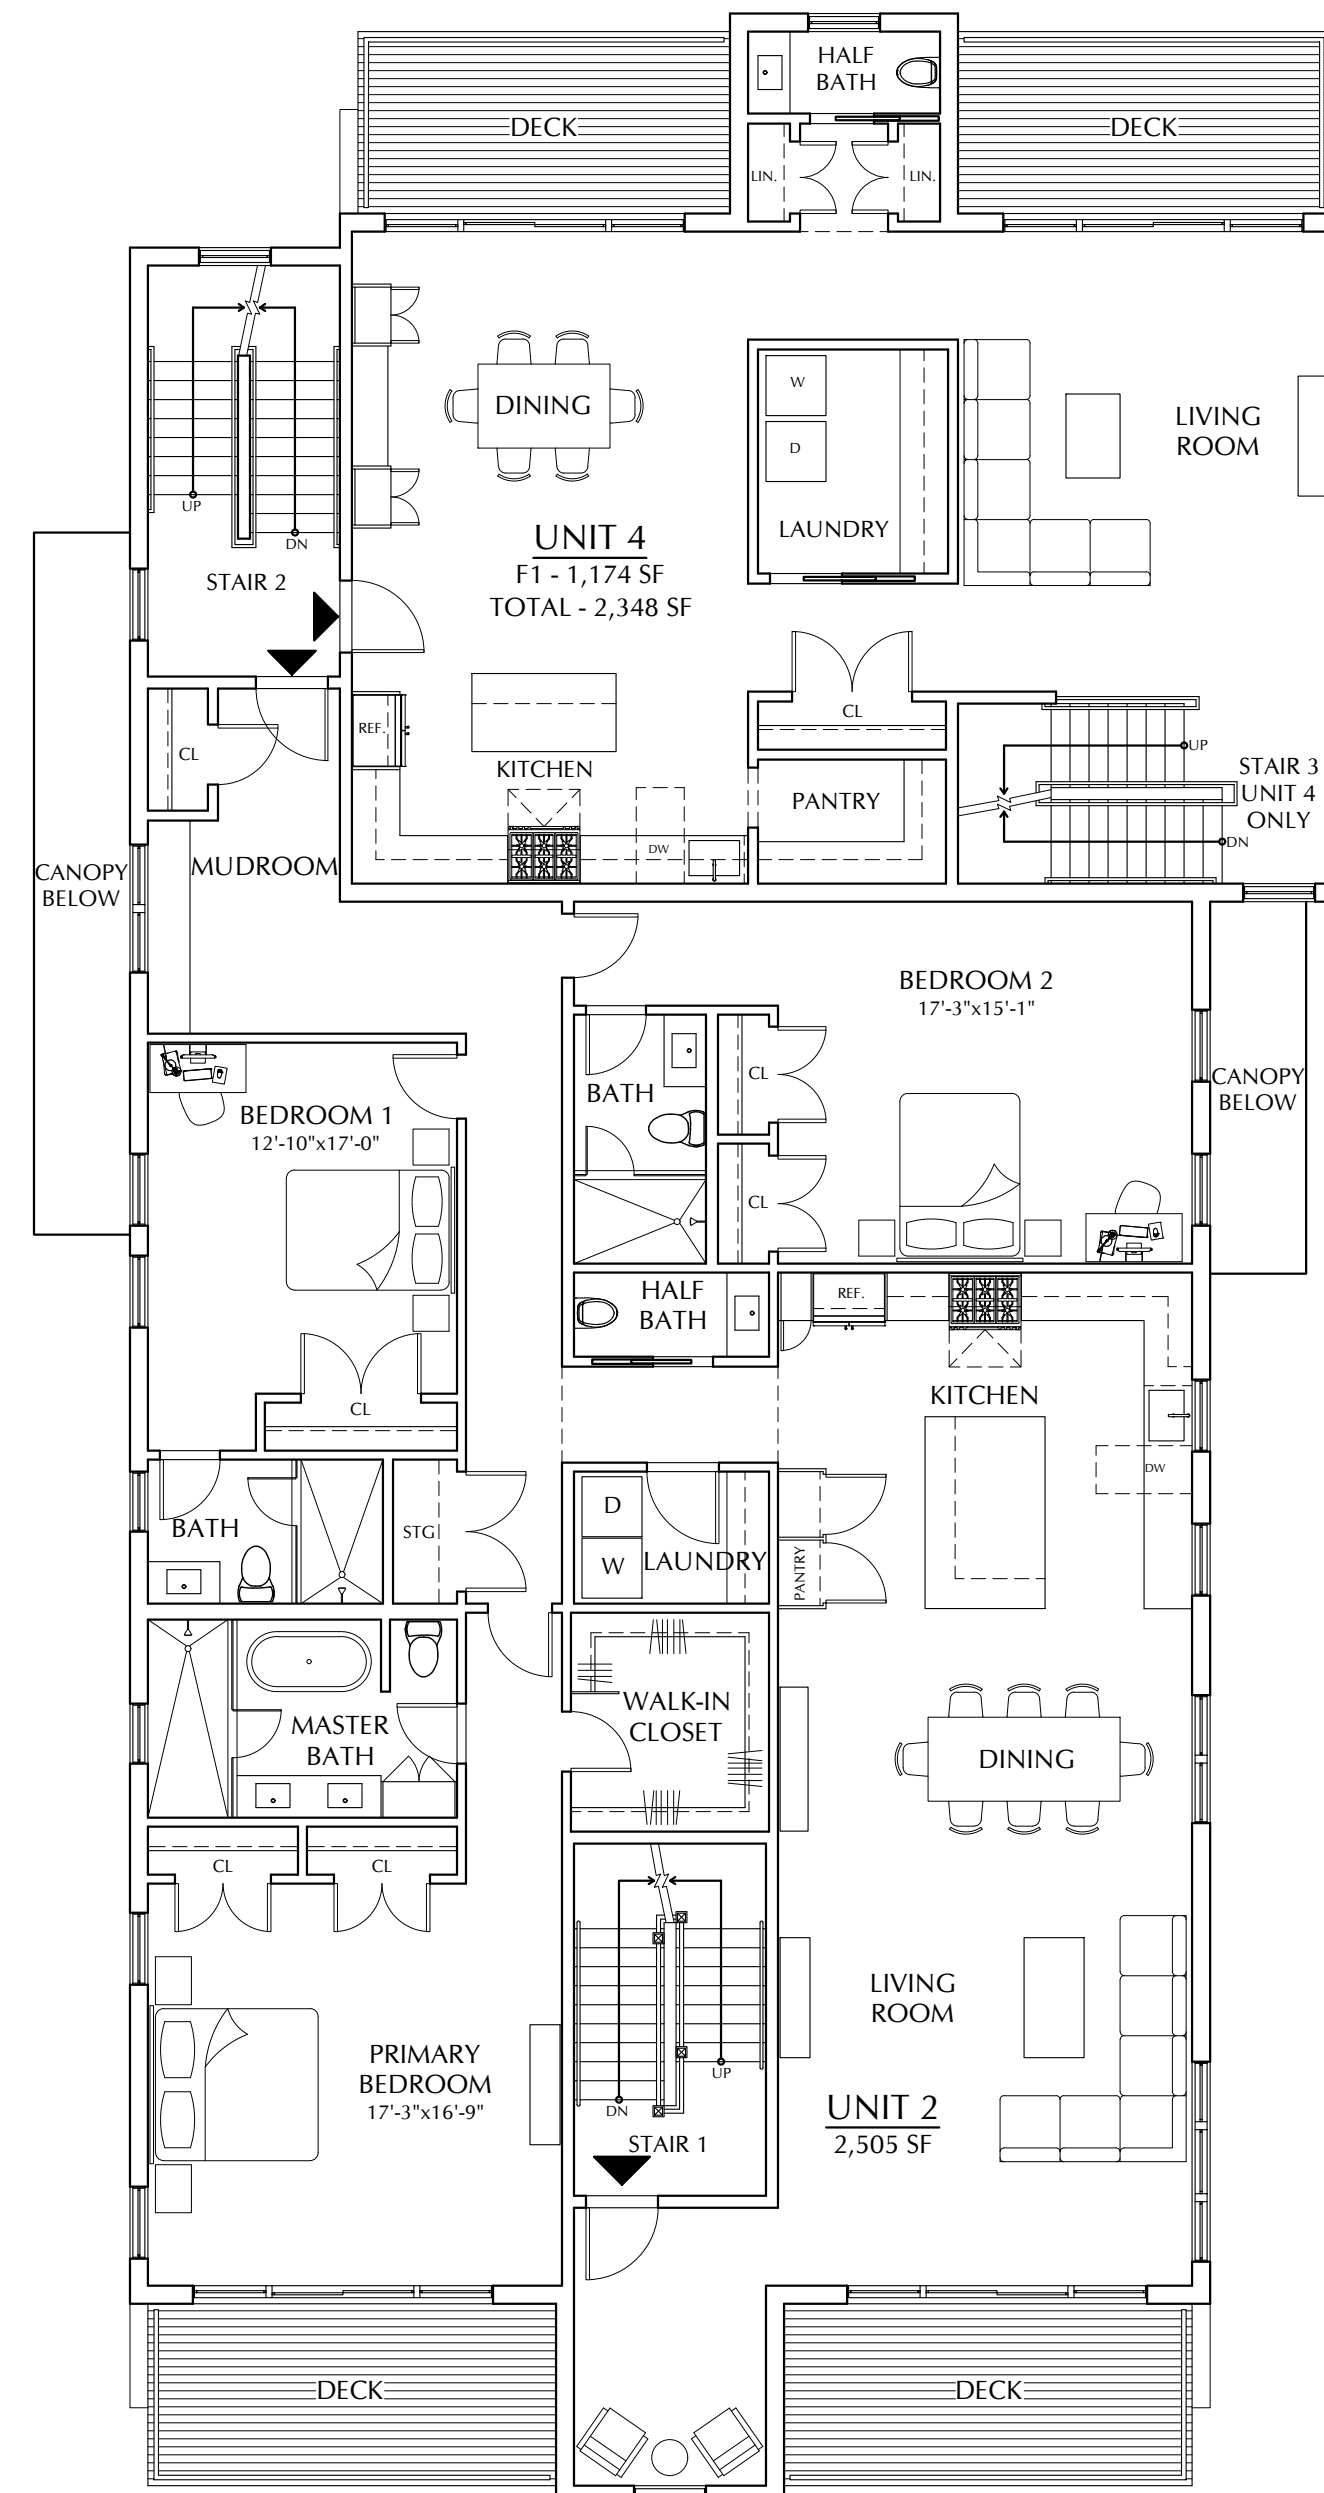 HALF
BATH
DECK
DECK
LIN.
LIN.
W
D
DINING
LIVING
ROOM
UP
DN
LAUNDRY
UNIT 4
F1 - 1,174 SF
TOTAL - 2,348 SF
STAIR 2
CL
REF.
CL
UP
KITCHEN
STAIR 3
UNIT 4
ONLY
PANTRY
DN
DW
CANOPY
BELOW
MUDROOM
BEDROOM 2
17'-3"x15'-1"
CL
BATH
CANOPY
BELOW
BEDROOM 1
12'-10"x17'-0"
CL
HALF
BATH
REF.
KITCHEN
CL
DW
D
BATH
STG
W
LAUNDRY
PANTRY
WALK-IN
CLOSET
MASTER
BATH
DINING
CL
CL
LIVING
ROOM
PRIMARY
BEDROOM
17'-3"x16'-9"
UP
DN
UNIT 2
2,505 SF
STAIR 1
DECK
DECK